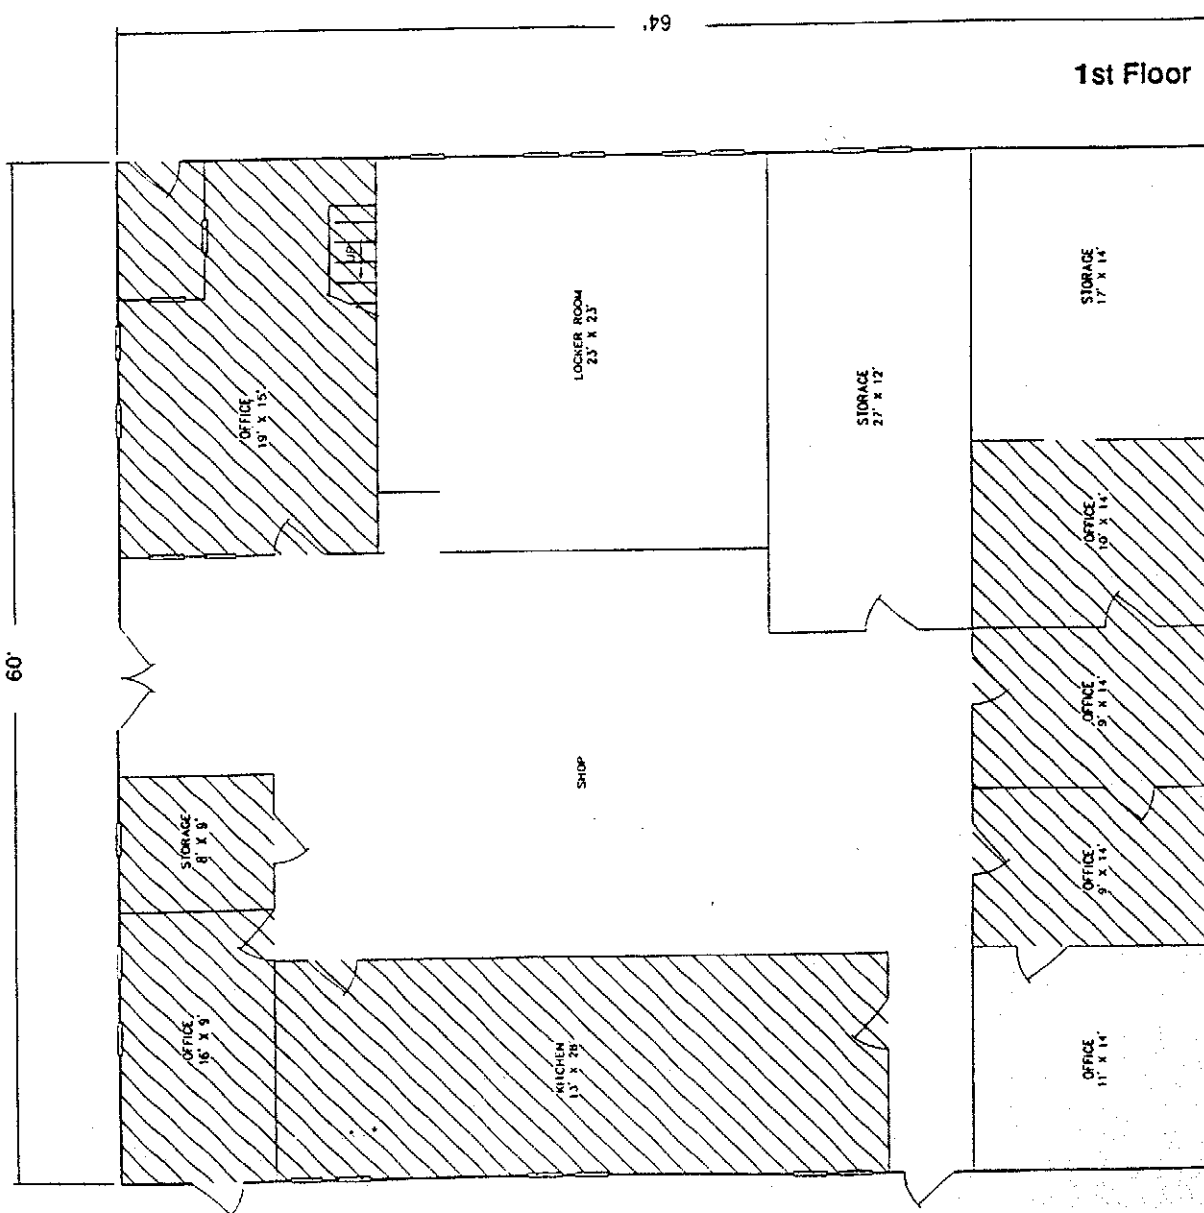 64'
1st Floor
60'
UP
OFFICE
19' X 15'
LOCKER ROOM
23' X 23'
STORAGE
27' X 12'
STORAGE
17' X 14'
OFFICE
10' X 14'
OFFICE
9' X 14'
OFFICE
9' X 14'
OFFICE
11' X 14'
SHOP
STORAGE
8' X 9'
OFFICE
16' X 9'
KITCHEN
13' X 28'